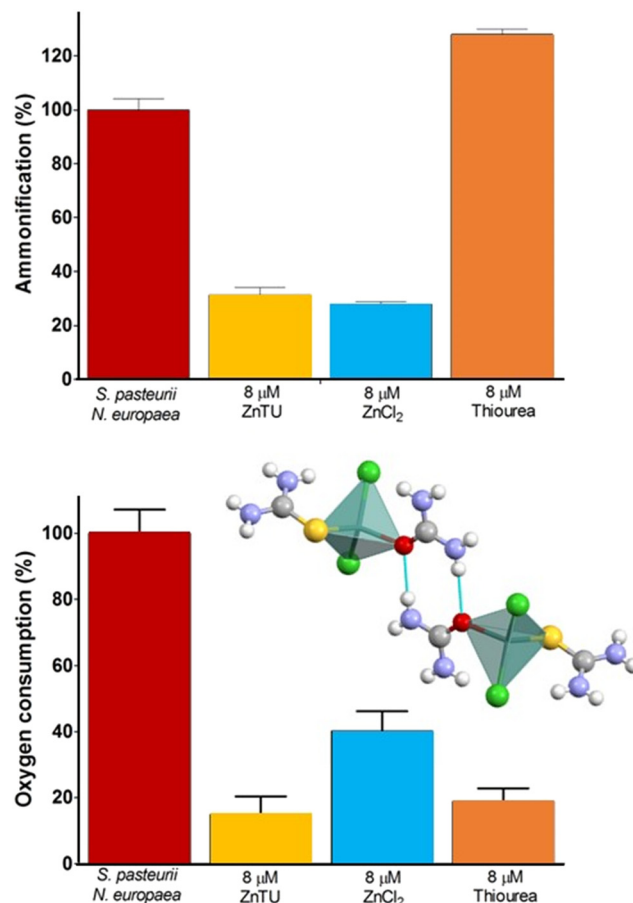 Ammonification (%)
120
100
80
60
40
20
0
S. pasteurii
N. europaea
8 μM
ZnTU
8 μM
ZnCl₂
8 μM
Thiourea
Oxygen consumption (%)
100
80
60
40
20
0
S. pasteurii
N. europaea
8 μM
ZnTU
8 μM
ZnCl₂
8 μM
Thiourea